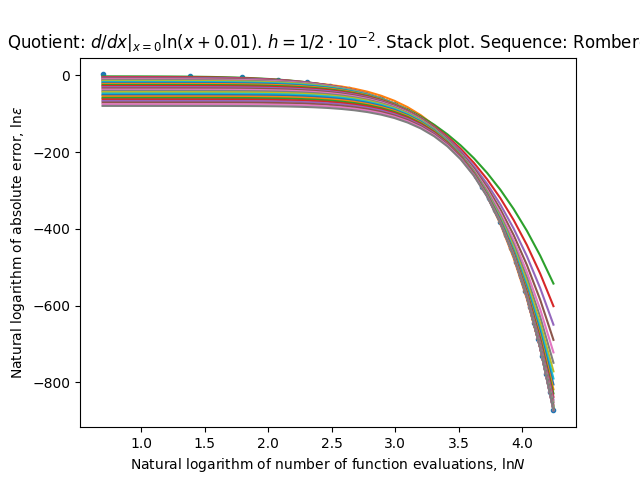 Quotient: d/dx|ₓ₌₀ln(x + 0.01). h = 1/2 · 10⁻². Stack plot. Sequence: Romber
0
−200
−400
−600
−800
Natural logarithm of absolute error, lnε
1.0 1.5 2.0 2.5 3.0 3.5 4.0
Natural logarithm of number of function evaluations, lnN